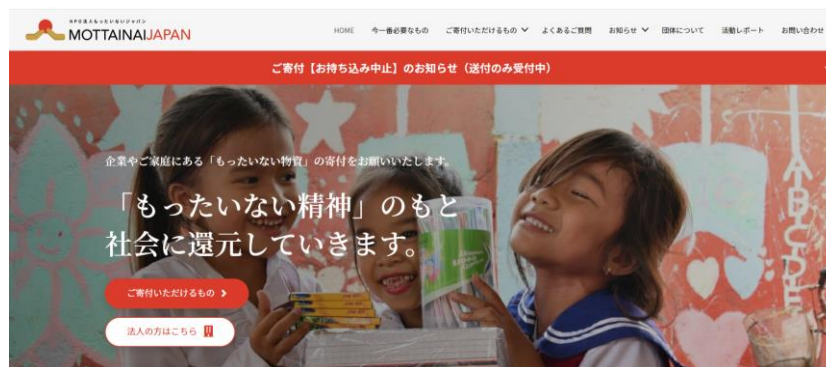 NPO法人もったいないジャパン
MOTTAINAIJAPAN
HOME 今一番必要なもの ご寄付いただけるもの よくあるご質問 お知らせ 団体について 活動レポート お問い合わせ
ご寄付【お持ち込み中止】のお知らせ（送付のみ受付中）
企業やご家庭にある「もったいない物資」の寄付をお願いいたします。
「もったいない精神」のもと
社会に還元していきます。
ご寄付いただけるもの
法人の方はこちら
A
B
C
D
E